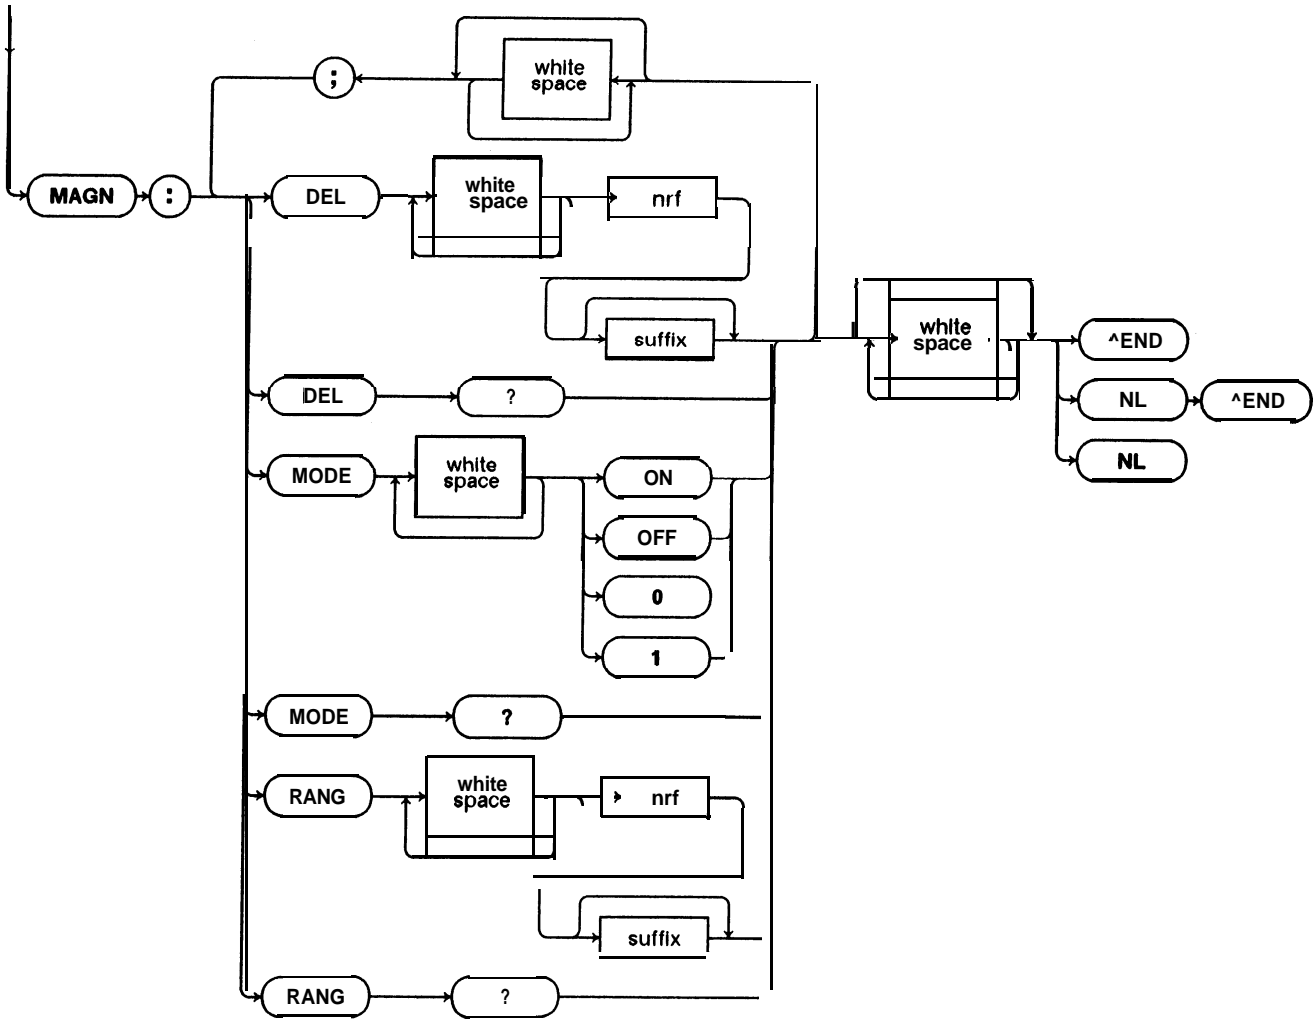 white
space
;
MAGN
:
DEL
white
space
nrf
suffix
white
space
^END
DEL
?
NL
^END
NL
MODE
white
space
ON
OFF
0
1
MODE
?
RANG
white
space
nrf
suffix
RANG
?